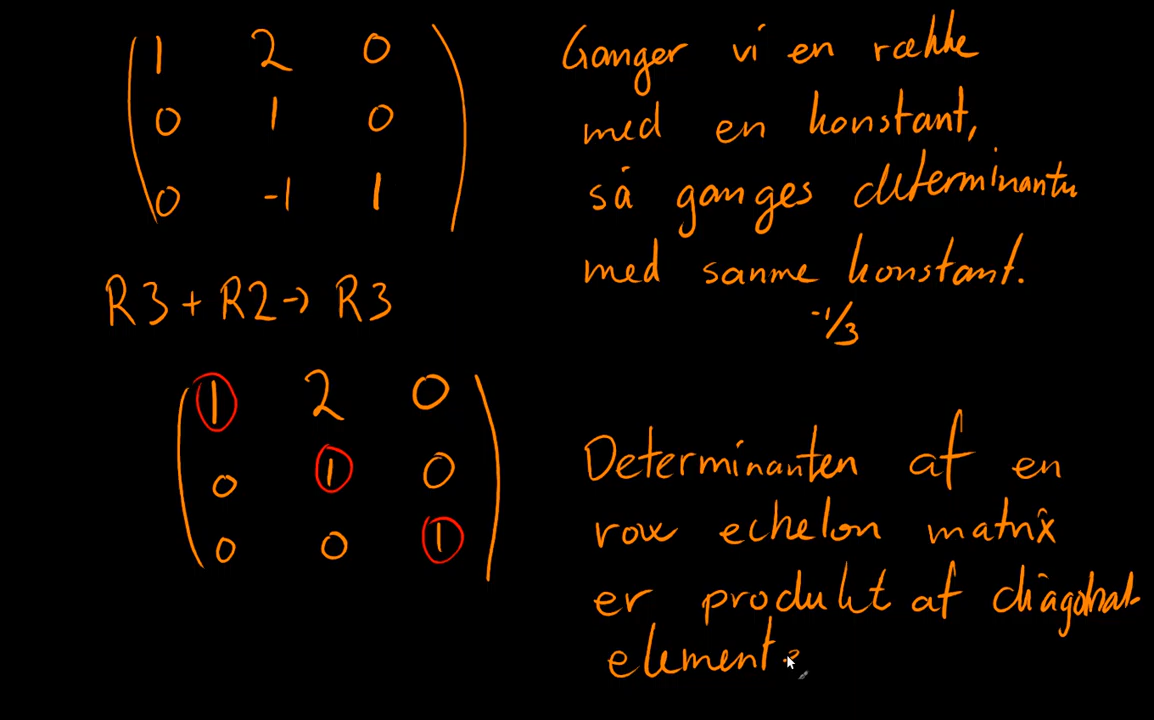 1 2 0
0 1 0
0 -1 1
R3 + R2 → R3
1 2 0
0 1 0
0 0 1
Ganger vi en række
med en konstant,
så ganges determinanten
med samme konstant.
-1/3
Determinanten af en
row echelon matrix
er produkt af diagonal-
element